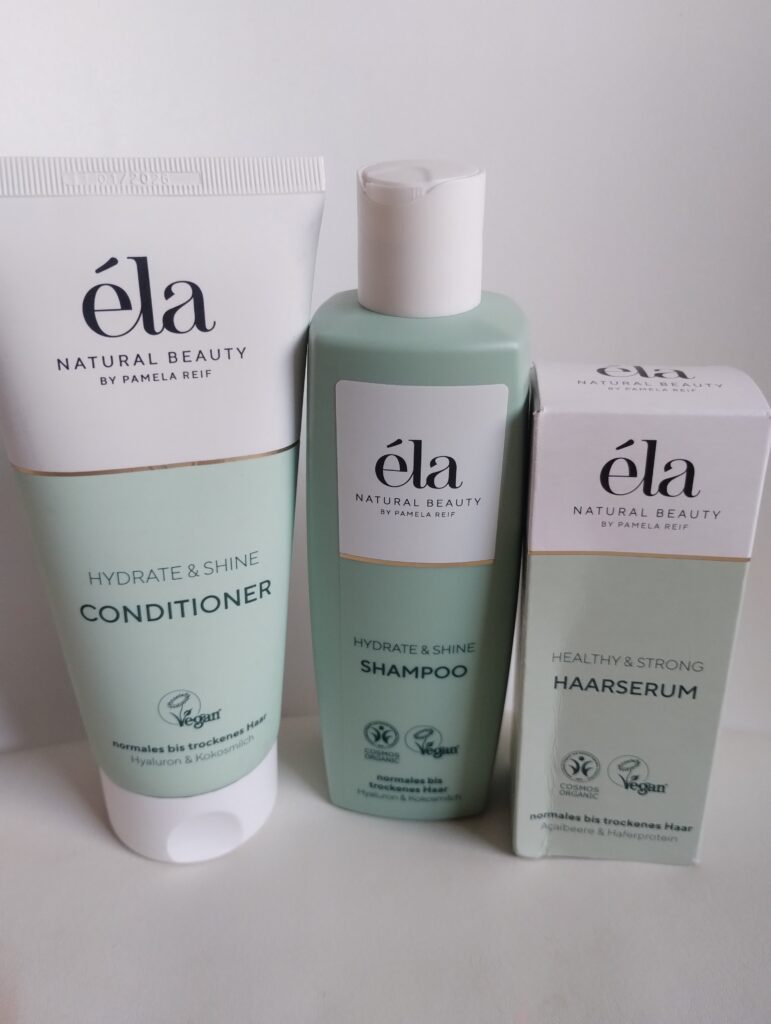 éla
NATURAL BEAUTY
BY PAMELA REIF
HYDRATE & SHINE
CONDITIONER
Vegan
normales bis trockenes Haar
Hyaluron & Kokosmilch
éla
NATURAL BEAUTY
BY PAMELA REIF
HYDRATE & SHINE
SHAMPOO
COSMOS
ORGANIC
Vegan
normales bis
trockenes Haar
Hyaluron & Kokosmilch
éla
NATURAL BEAUTY
BY PAMELA REIF
éla
NATURAL BEAUTY
BY PAMELA REIF
HEALTHY & STRONG
HAARSERUM
COSMOS
ORGANIC
Vegan
normales bis trockenes Haar
Açaíbeere & Haferprotein